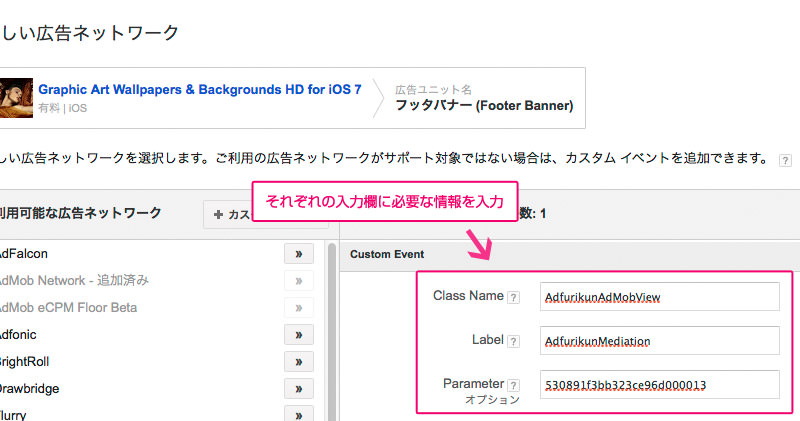 しい広告ネットワーク
Graphic Art Wallpapers & Backgrounds HD for iOS 7
有料 | iOS
広告ユニット名
フッタバナー (Footer Banner)
しい広告ネットワークを選択します。ご利用の広告ネットワークがサポート対象ではない場合は、カスタム イベントを追加できます。 ?
利用可能な広告ネットワーク
+ カス
それぞれの入力欄に必要な情報を入力
数: 1
AdFalcon »
AdMob Network - 追加済み »
AdMob eCPM Floor Beta »
Adfonic »
BrightRoll »
Drawbridge »
Flurry »
Custom Event
Class Name ? AdfurikunAdMobView
Label ? AdfurikunMediation
Parameter ? 530891f3bb323ce96d000013
オプション